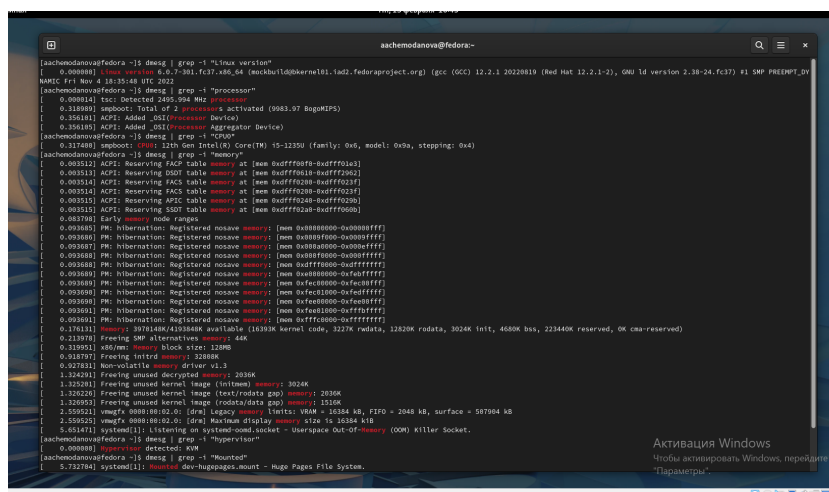 aachemodanova@fedora:~
[aachemodanova@fedora ~]$ dmesg | grep -i "Linux version"
[    0.000000] Linux version 6.0.7-301.fc37.x86_64 (mockbuild@bkernel01.iad2.fedoraproject.org) (gcc (GCC) 12.2.1 20220819 (Red Hat 12.2.1-2), GNU ld version 2.38-24.fc37) #1 SMP PREEMPT_DY
NAMIC Fri Nov 4 18:35:48 UTC 2022
[aachemodanova@fedora ~]$ dmesg | grep -i "processor"
[    0.000014] tsc: Detected 2495.994 MHz processor
[    0.318989] smpboot: Total of 2 processors activated (9983.97 BogoMIPS)
[    0.356101] ACPI: Added _OSI(Processor Device)
[    0.356105] ACPI: Added _OSI(Processor Aggregator Device)
[aachemodanova@fedora ~]$ dmesg | grep -i "CPU0"
[    0.317408] smpboot: CPU0: 12th Gen Intel(R) Core(TM) i5-1235U (family: 0x6, model: 0x9a, stepping: 0x4)
[aachemodanova@fedora ~]$ dmesg | grep -i "memory"
[    0.003512] ACPI: Reserving FACP table memory at [mem 0xdfff00f0-0xdfff01e3]
[    0.003513] ACPI: Reserving DSDT table memory at [mem 0xdfff0610-0xdfff2962]
[    0.003514] ACPI: Reserving FACS table memory at [mem 0xdfff0200-0xdfff023f]
[    0.003514] ACPI: Reserving FACS table memory at [mem 0xdfff0200-0xdfff023f]
[    0.003515] ACPI: Reserving APIC table memory at [mem 0xdfff0240-0xdfff029b]
[    0.003515] ACPI: Reserving SSDT table memory at [mem 0xdfff02a0-0xdfff060b]
[    0.083798] Early memory node ranges
[    0.093685] PM: hibernation: Registered nosave memory: [mem 0x00000000-0x00000fff]
[    0.093686] PM: hibernation: Registered nosave memory: [mem 0x0009f000-0x0009ffff]
[    0.093687] PM: hibernation: Registered nosave memory: [mem 0x000a0000-0x000effff]
[    0.093688] PM: hibernation: Registered nosave memory: [mem 0x000f0000-0x000fffff]
[    0.093688] PM: hibernation: Registered nosave memory: [mem 0xdfff0000-0xdfffffff]
[    0.093689] PM: hibernation: Registered nosave memory: [mem 0xe0000000-0xfebfffff]
[    0.093689] PM: hibernation: Registered nosave memory: [mem 0xfec00000-0xfec00fff]
[    0.093690] PM: hibernation: Registered nosave memory: [mem 0xfec01000-0xfedfffff]
[    0.093690] PM: hibernation: Registered nosave memory: [mem 0xfee00000-0xfee00fff]
[    0.093691] PM: hibernation: Registered nosave memory: [mem 0xfee01000-0xfffbffff]
[    0.093691] PM: hibernation: Registered nosave memory: [mem 0xfffc0000-0xffffffff]
[    0.176131] Memory: 3970148K/4193848K available (16393K kernel code, 3227K rwdata, 12820K rodata, 3024K init, 4680K bss, 223440K reserved, 0K cma-reserved)
[    0.213978] Freeing SMP alternatives memory: 44K
[    0.319951] x86/mm: Memory block size: 128MB
[    0.918797] Freeing initrd memory: 32808K
[    0.927831] Non-volatile memory driver v1.3
[    1.324291] Freeing unused decrypted memory: 2036K
[    1.325201] Freeing unused kernel image (initmem) memory: 3024K
[    1.326226] Freeing unused kernel image (text/rodata gap) memory: 2036K
[    1.326953] Freeing unused kernel image (rodata/data gap) memory: 1516K
[    2.559521] vmwgfx 0000:00:02.0: [drm] Legacy memory limits: VRAM = 16384 kB, FIFO = 2048 kB, surface = 507904 kB
[    2.559525] vmwgfx 0000:00:02.0: [drm] Maximum display memory size is 16384 kiB
[    5.651471] systemd[1]: Listening on systemd-oomd.socket - Userspace Out-Of-Memory (OOM) Killer Socket.
[aachemodanova@fedora ~]$ dmesg | grep -i "hypervisor"
[    0.000000] Hypervisor detected: KVM
[aachemodanova@fedora ~]$ dmesg | grep -i "Mounted"
[    5.732704] systemd[1]: Mounted dev-hugepages.mount - Huge Pages File System.
Активация Windows
Чтобы активировать Windows, перейдите
"Параметры".